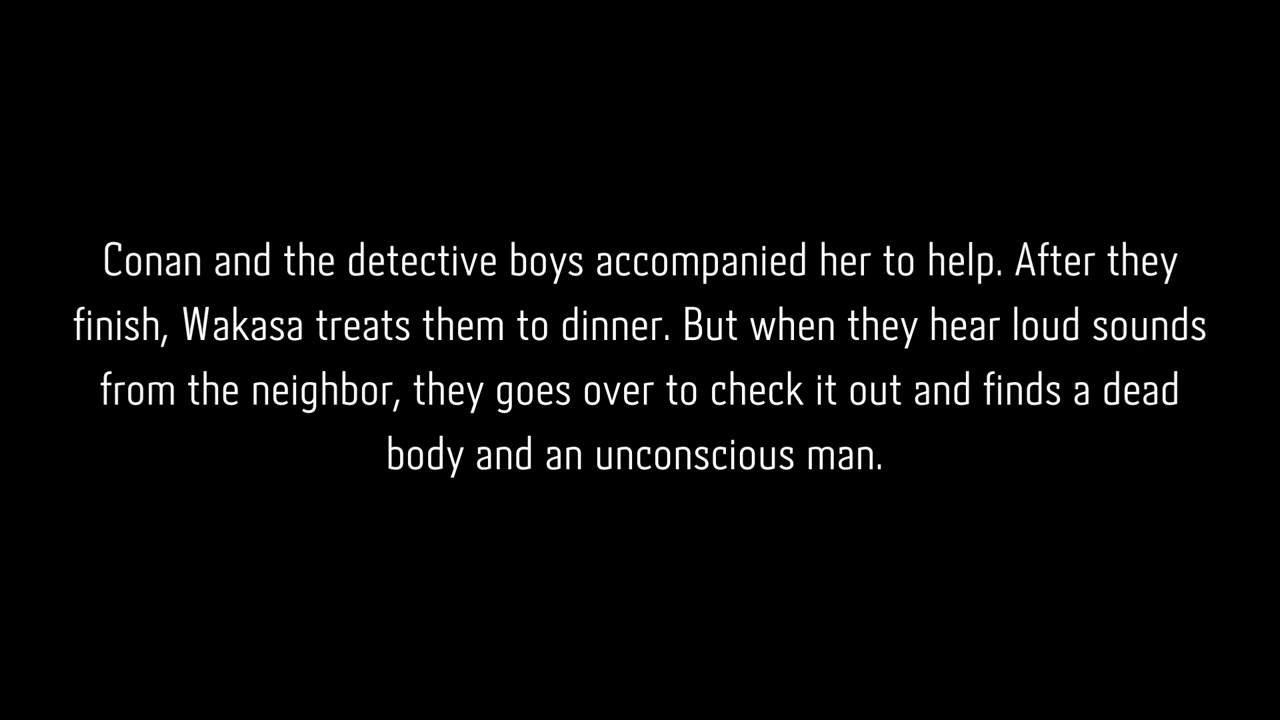 Conan and the detective boys accompanied her to help. After they
finish, Wakasa treats them to dinner. But when they hear loud sounds
from the neighbor, they goes over to check it out and finds a dead
body and an unconscious man.